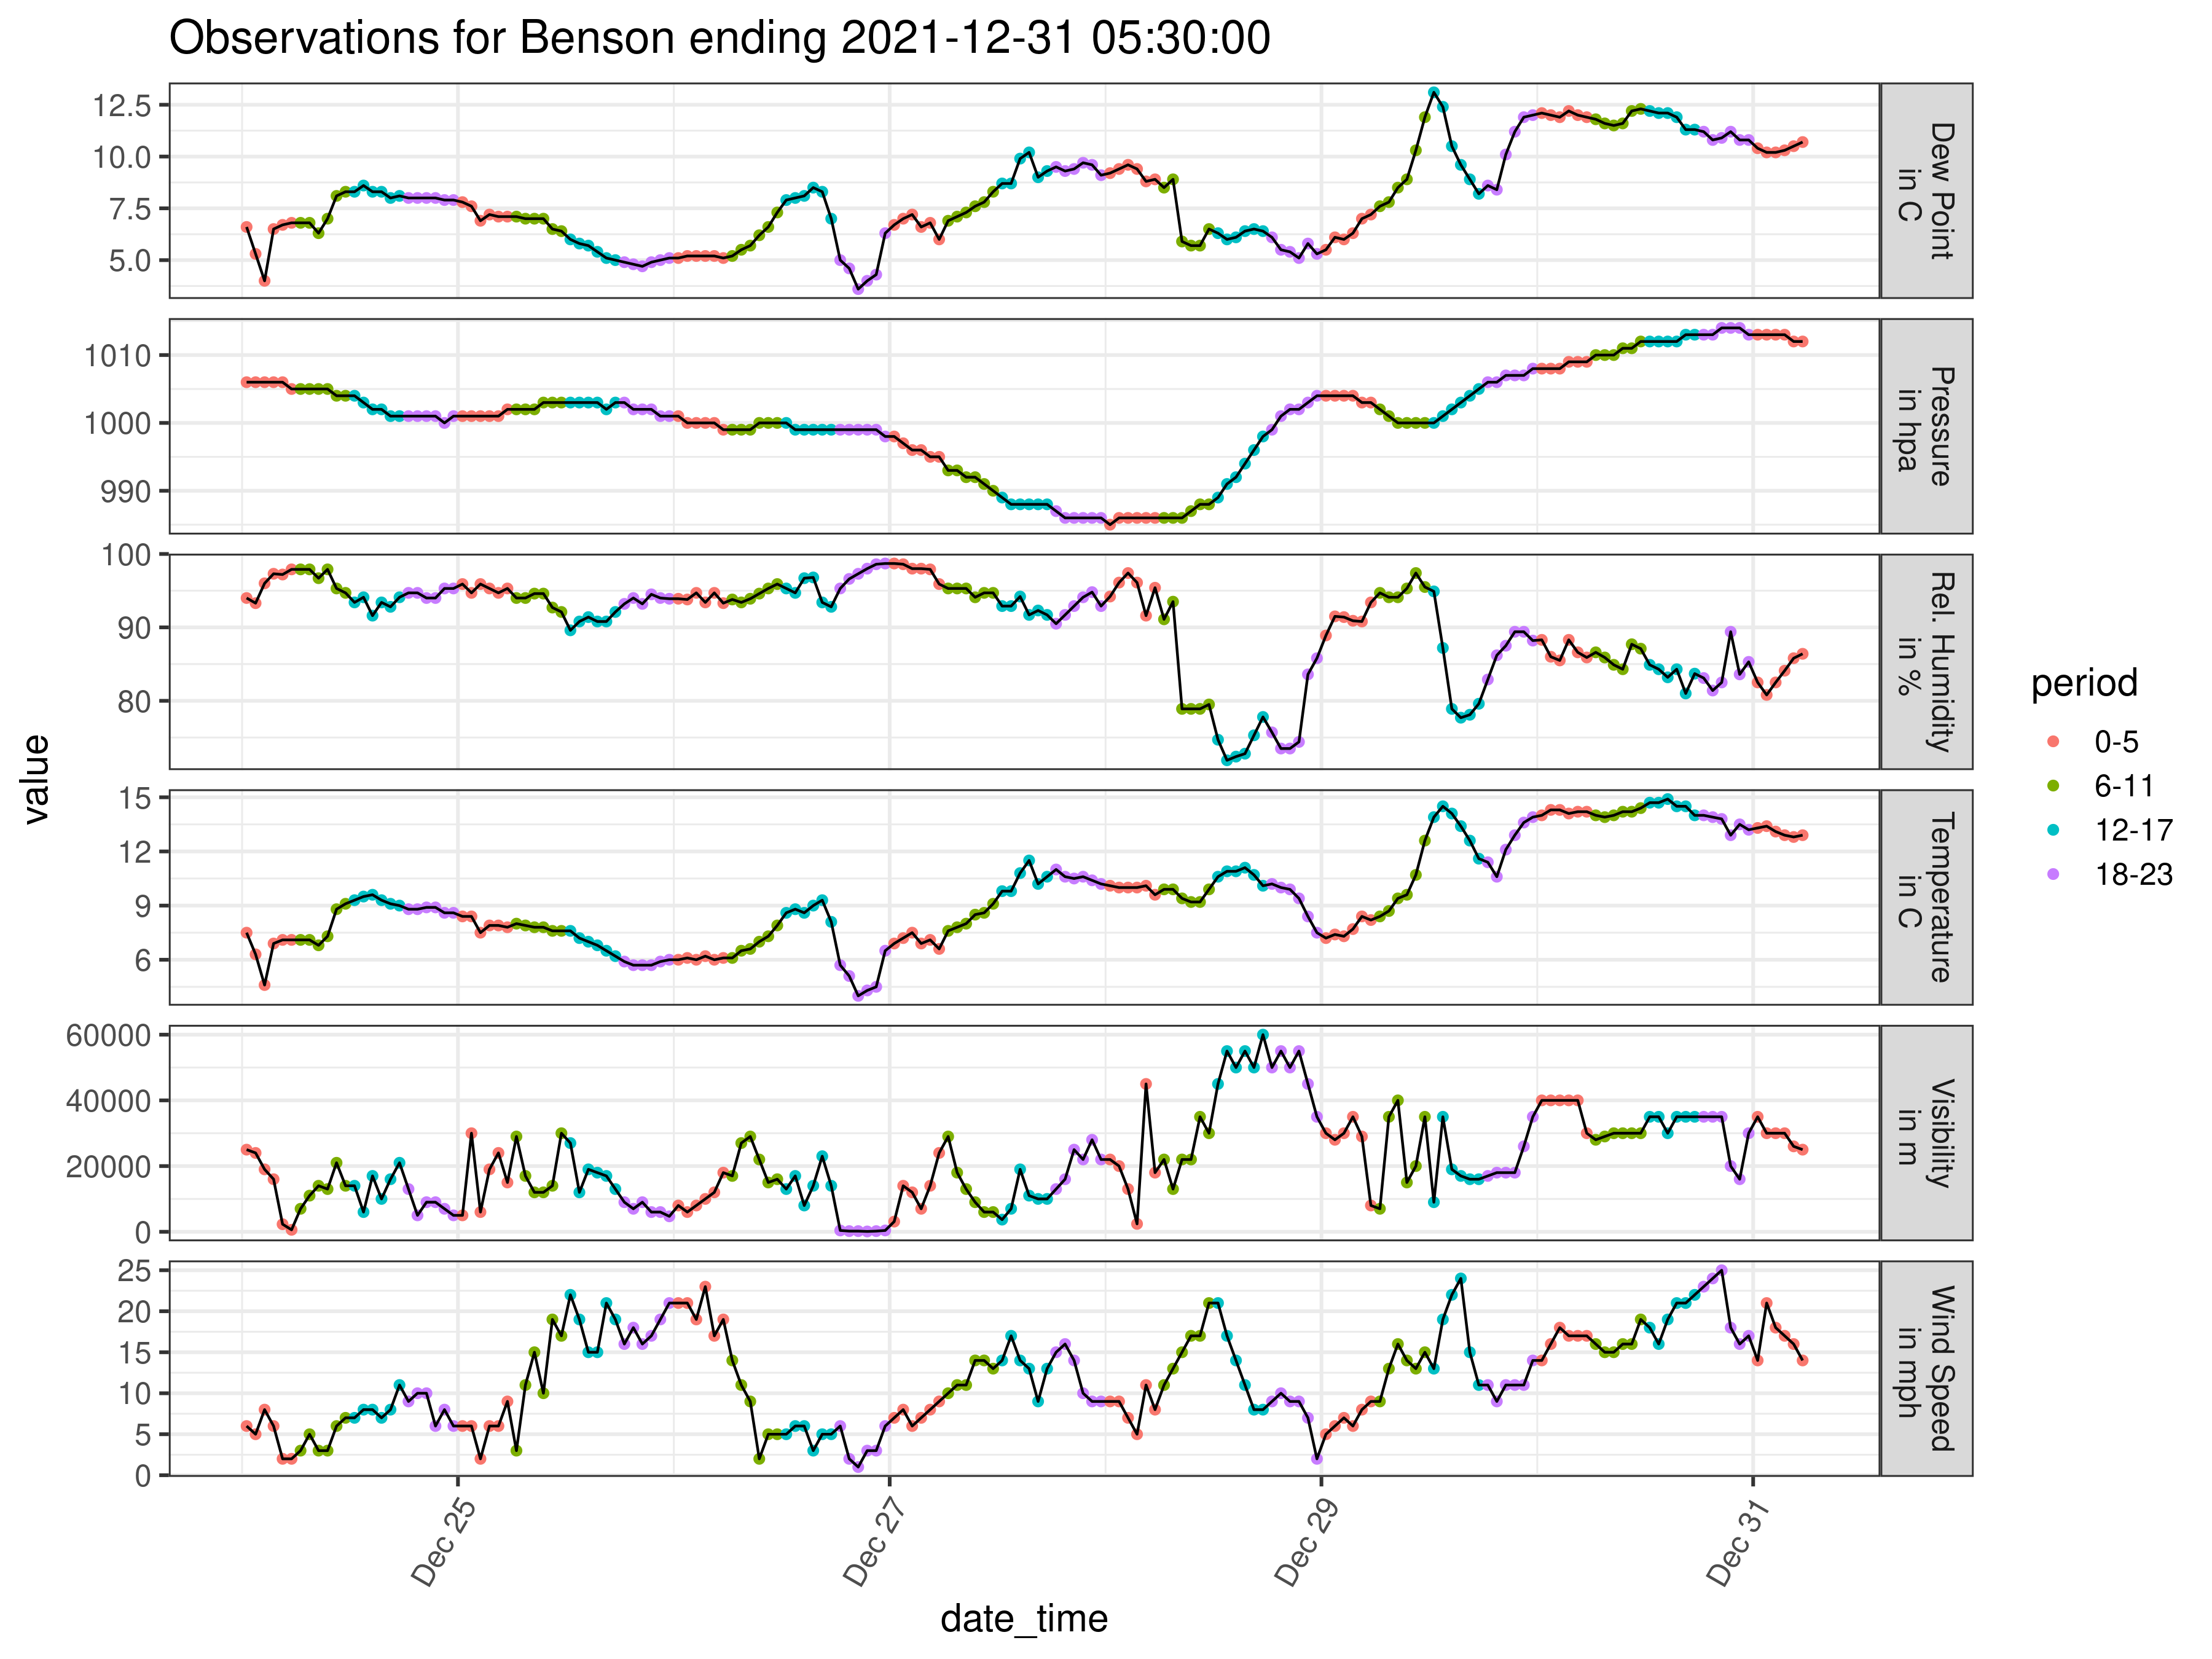 Observations for Benson ending 2021-12-31 05:30:00
value
12.5
10.0
7.5
5.0
Dew Point
in C
1010
1000
990
Pressure
in hpa
100
90
80
Rel. Humidity
in %
15
12
9
6
Temperature
in C
60000
40000
20000
0
Visibility
in m
25
20
15
10
5
0
Wind Speed
in mph
Dec 25
Dec 27
Dec 29
Dec 31
date_time
period
0-5
6-11
12-17
18-23